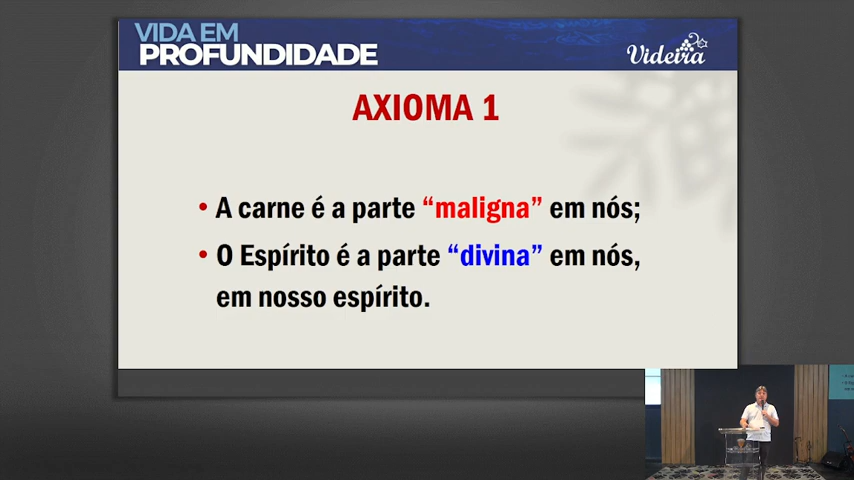 VIDA EM
PROFUNDIDADE
Videira
AXIOMA 1
• A carne é a parte “maligna” em nós;
• O Espírito é a parte “divina” em nós,
em nosso espírito.